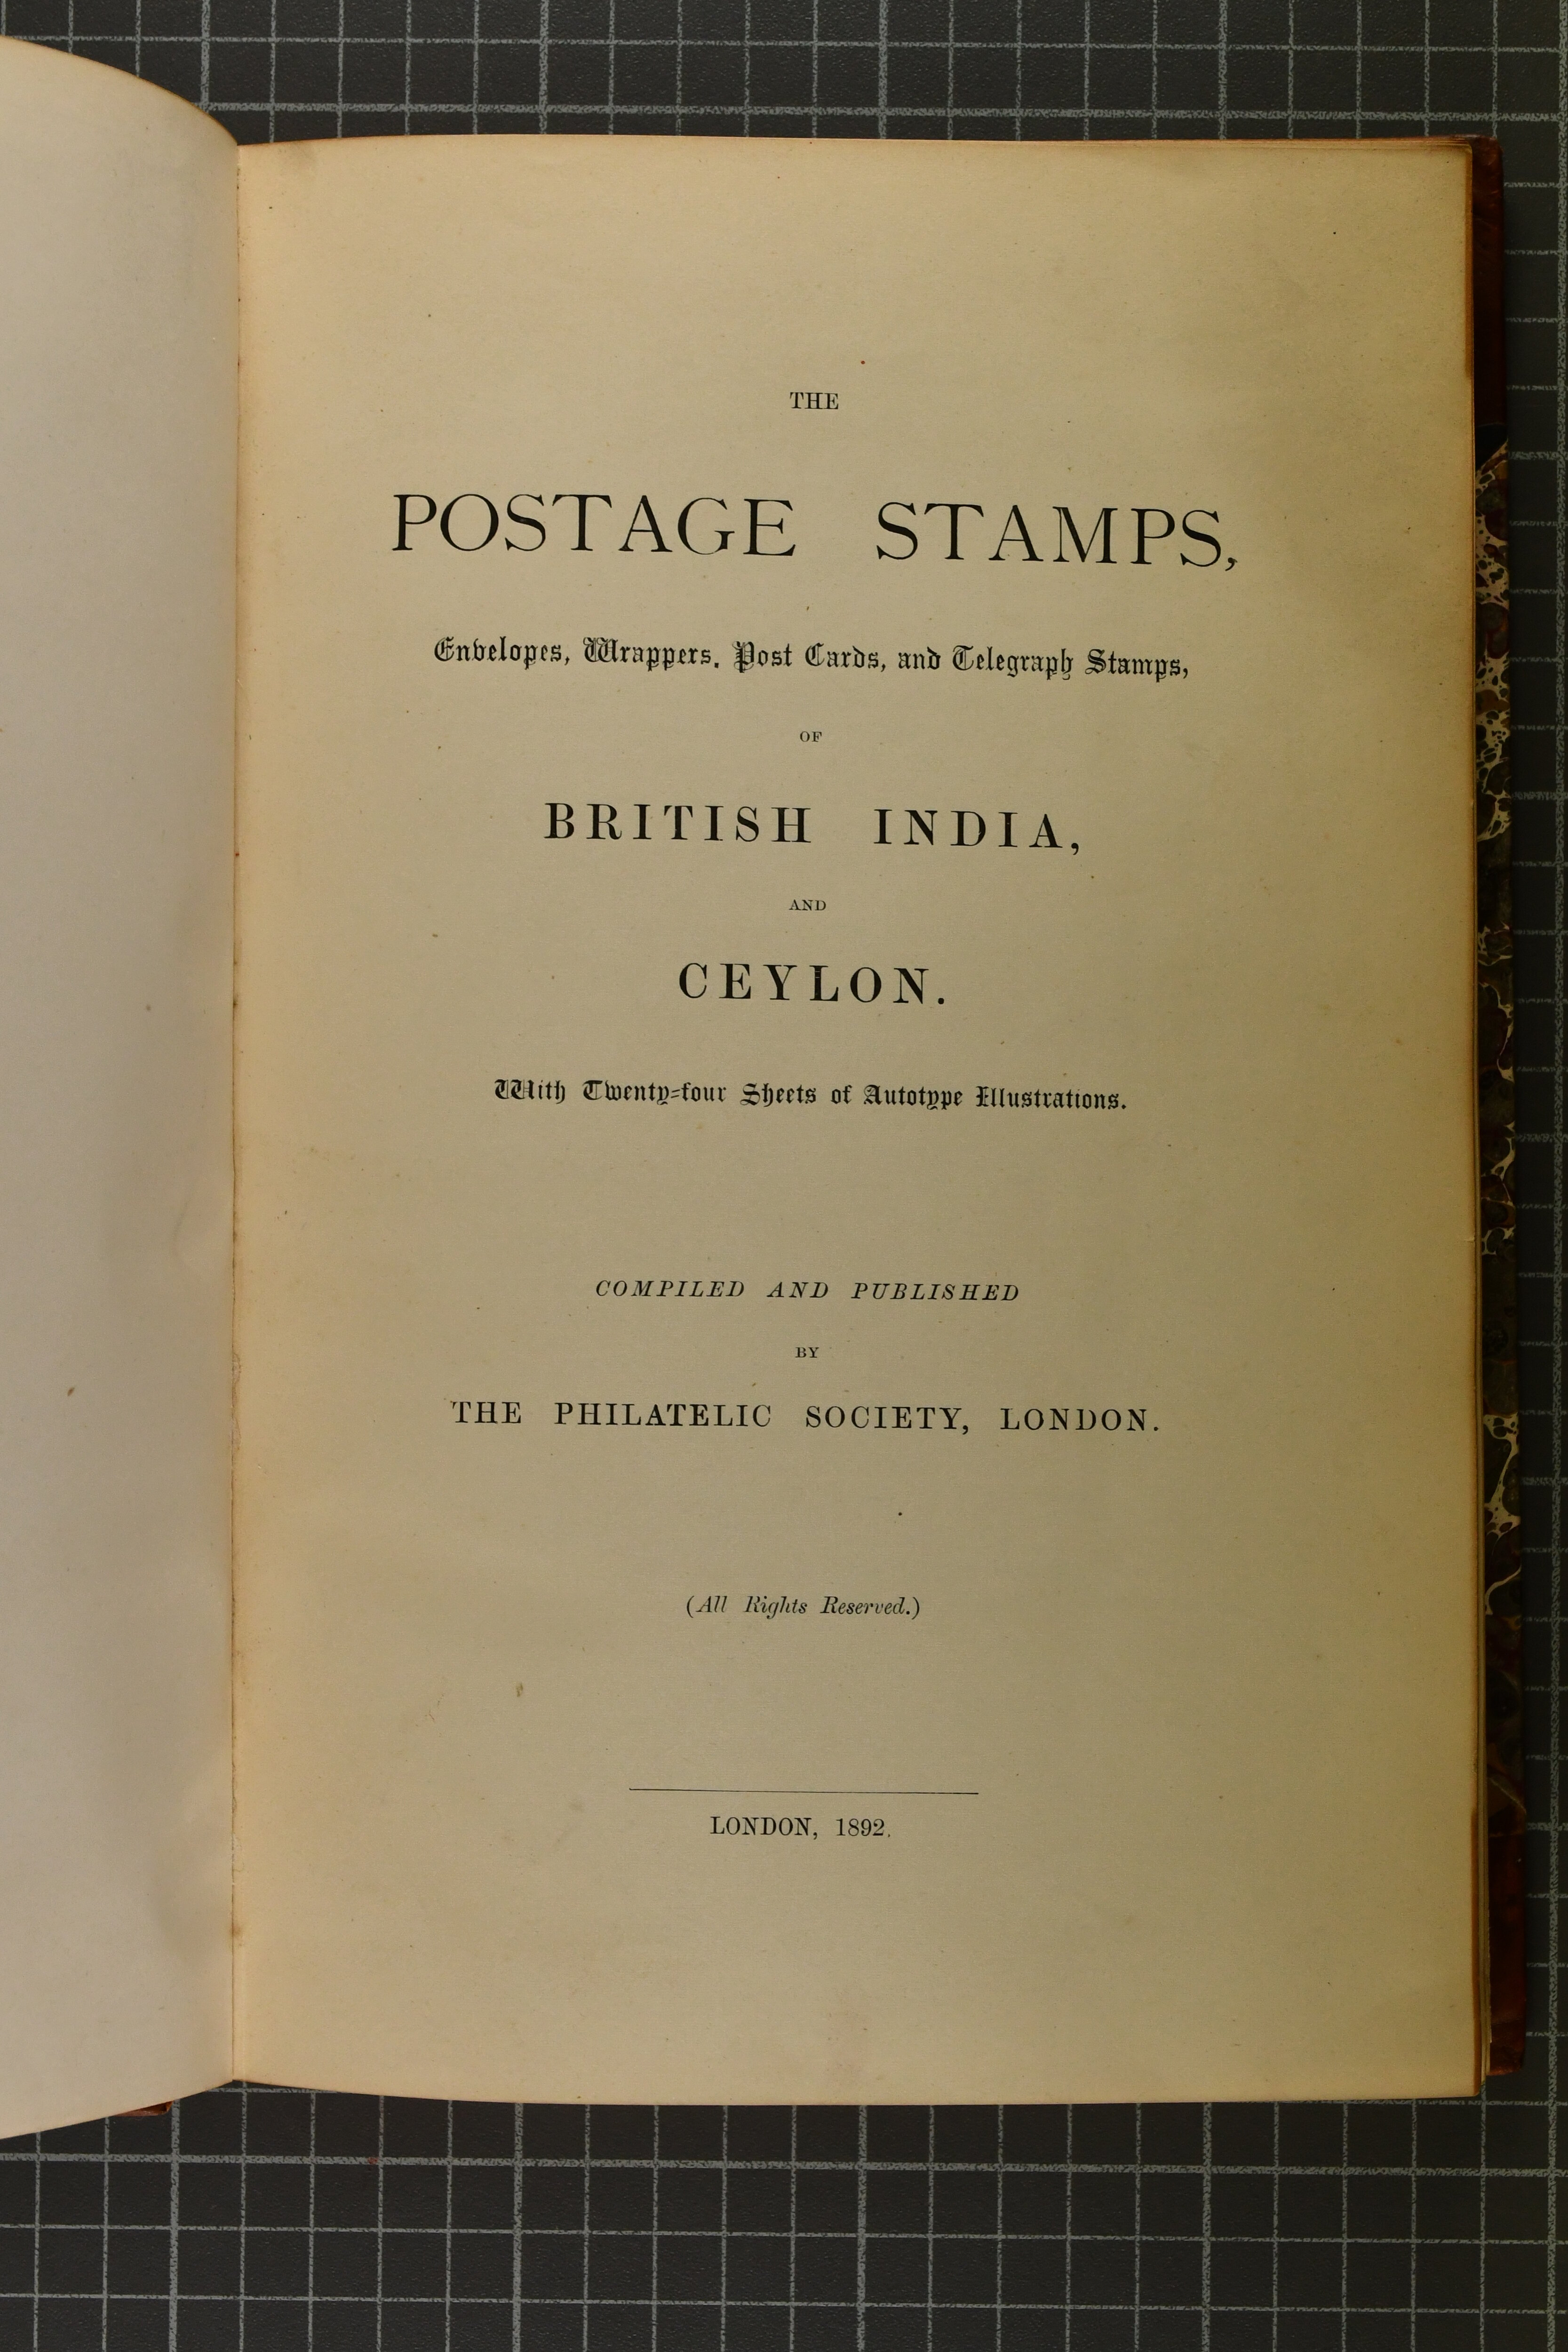 THE
POSTAGE STAMPS,
Envelopes, Wrappers. Post Cards, and Telegraph Stamps,
OF
BRITISH INDIA,
AND
CEYLON.
With Twenty=four Sheets of Autotype Illustrations.
COMPILED AND PUBLISHED
BY
THE PHILATELIC SOCIETY, LONDON.
(All Rights Reserved.)
LONDON, 1892.